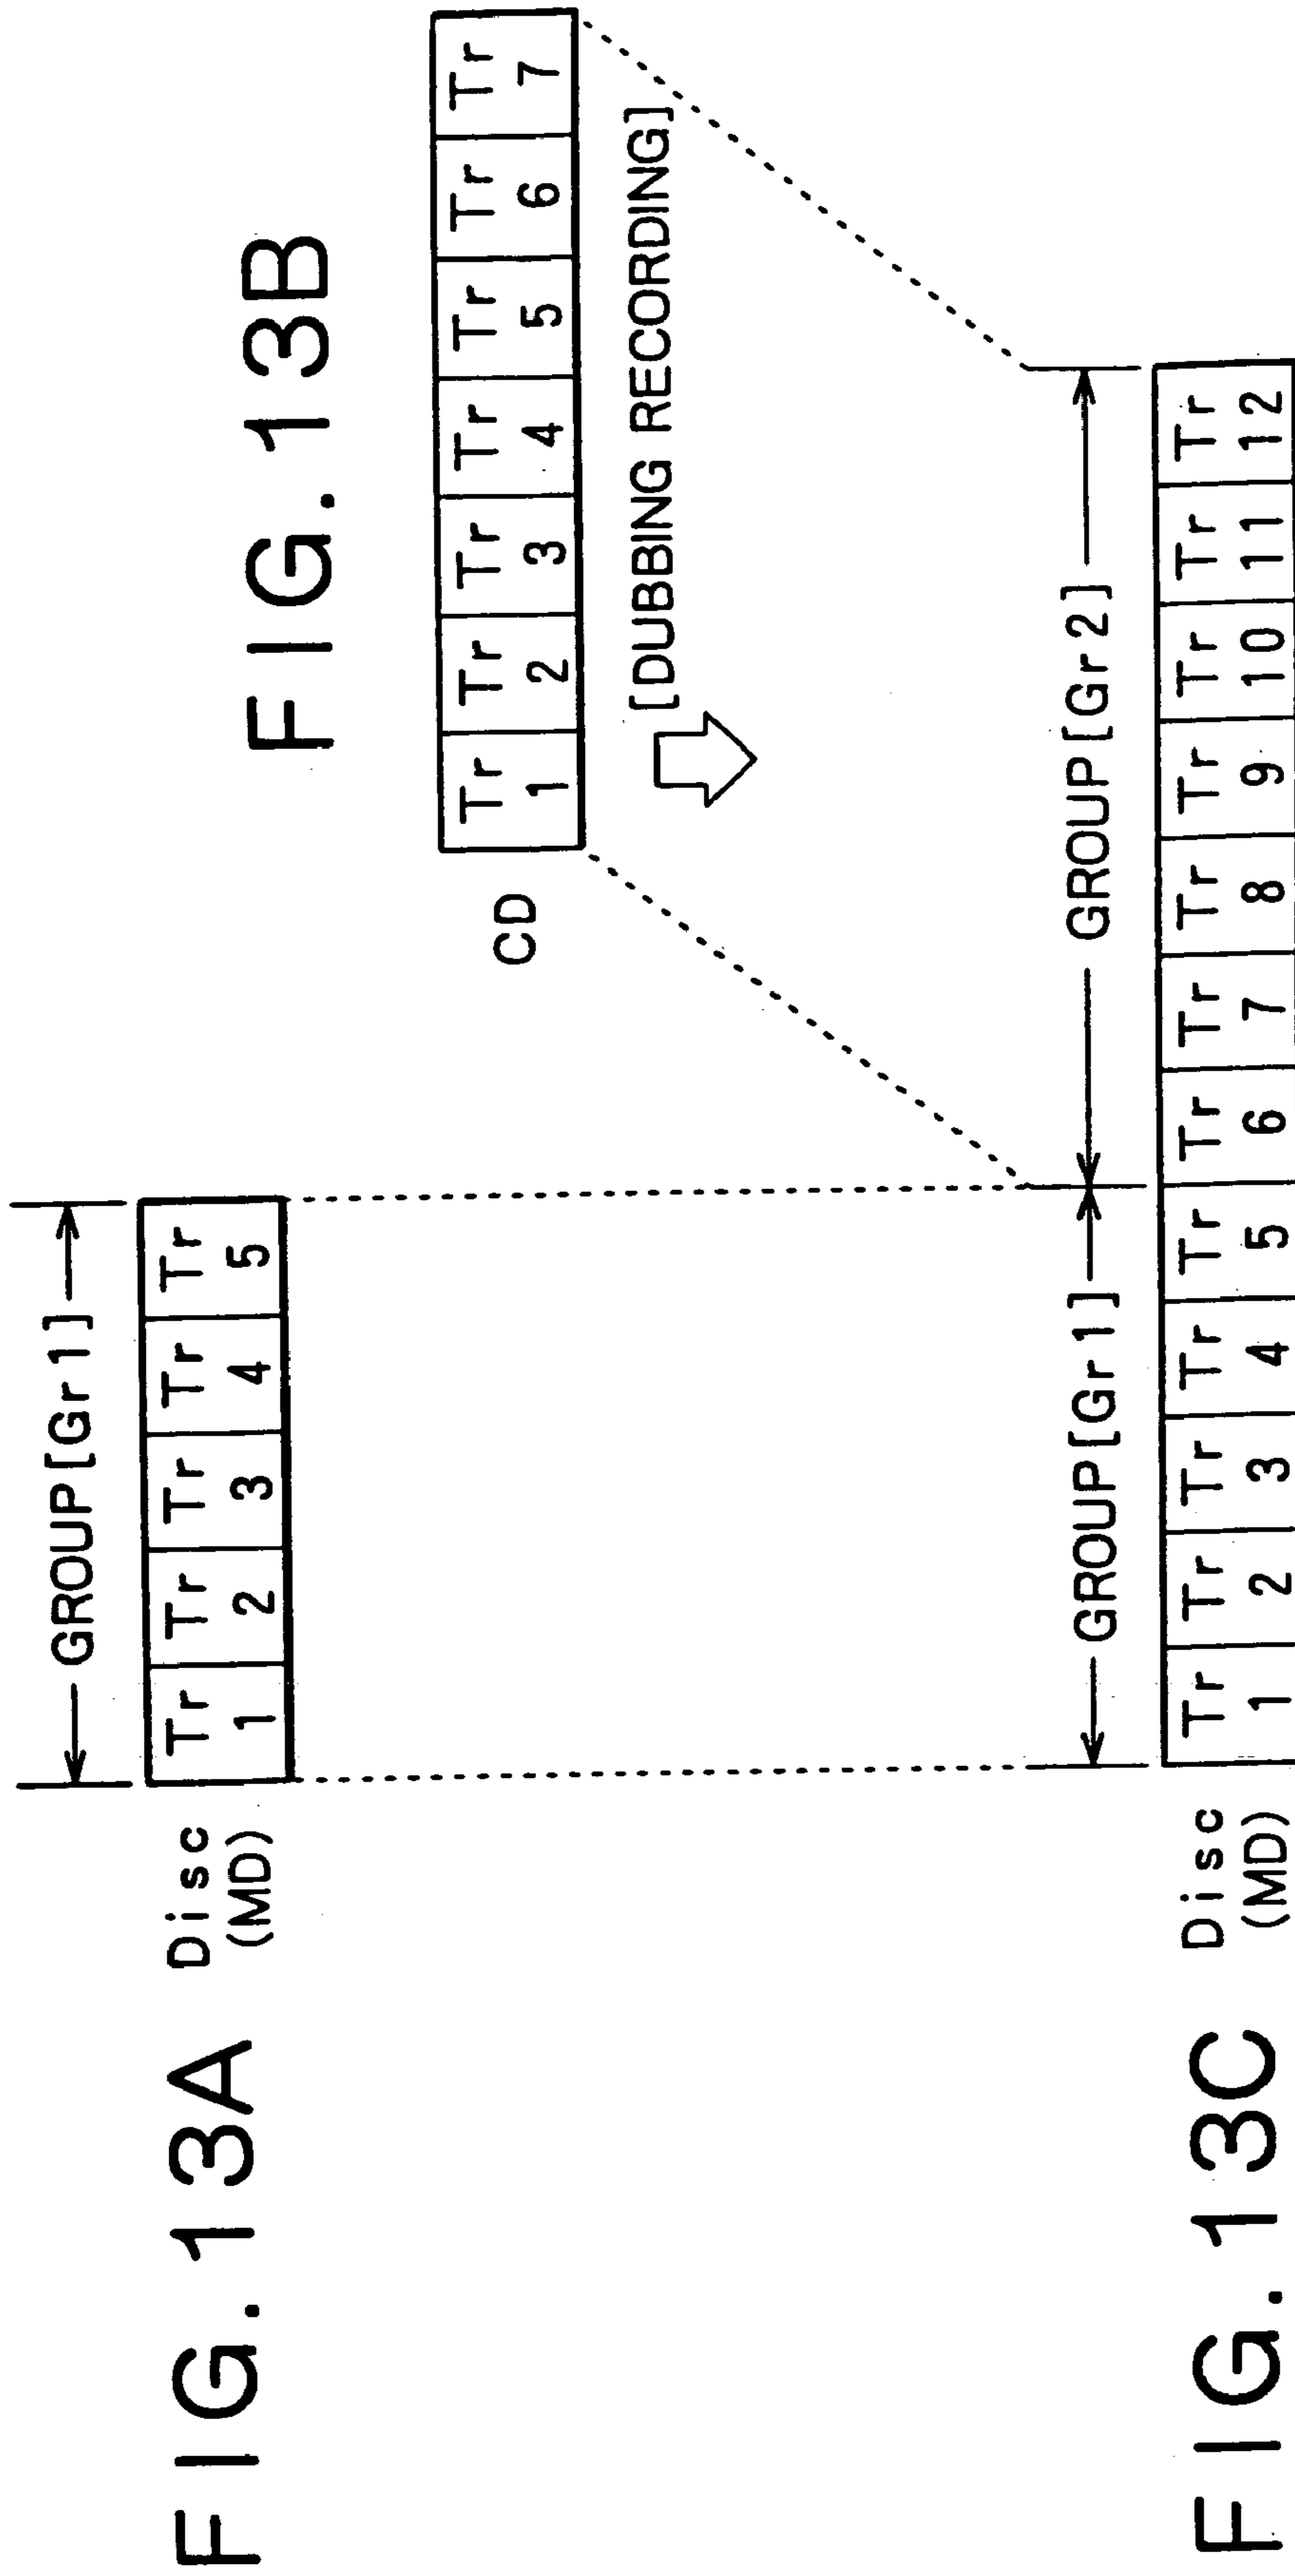 FIG. 13A
Disc
(MD)
GROUP[Gr1]
Tr 1 Tr 2 Tr 3 Tr 4 Tr 5
FIG. 13B
CD
Tr 1 Tr 2 Tr 3 Tr 4 Tr 5 Tr 6 Tr 7
[DUBBING RECORDING]
FIG. 13C
Disc
(MD)
GROUP[Gr1] GROUP[Gr2]
Tr 1 Tr 2 Tr 3 Tr 4 Tr 5 Tr 6 Tr 7 Tr 8 Tr 9 Tr 10 Tr 11 Tr 12